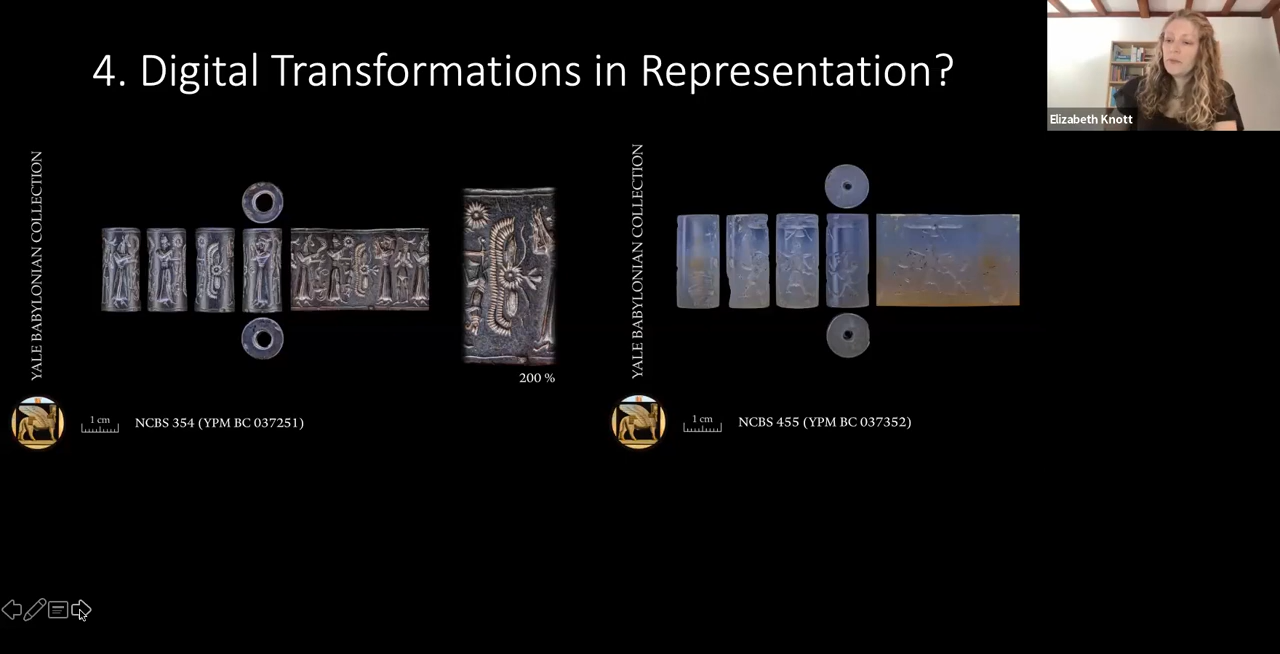 4. Digital Transformations in Representation?
Elizabeth Knott
YALE BABYLONIAN COLLECTION
200 %
1 cm
NCBS 354 (YPM BC 037251)
YALE BABYLONIAN COLLECTION
1 cm
NCBS 455 (YPM BC 037352)